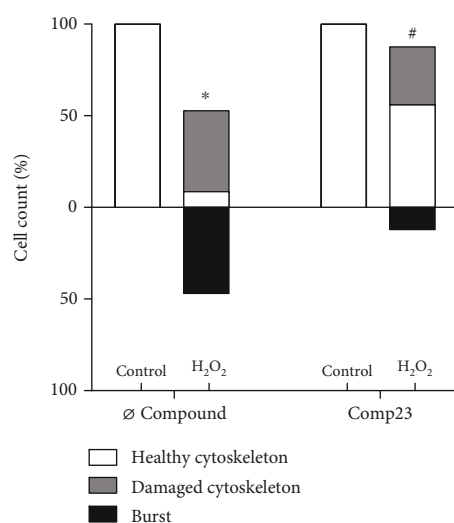 100
50
0
50
100
Cell count (%)
*
#
Control
H₂O₂
Control
H₂O₂
∅ Compound
Comp23
Healthy cytoskeleton
Damaged cytoskeleton
Burst